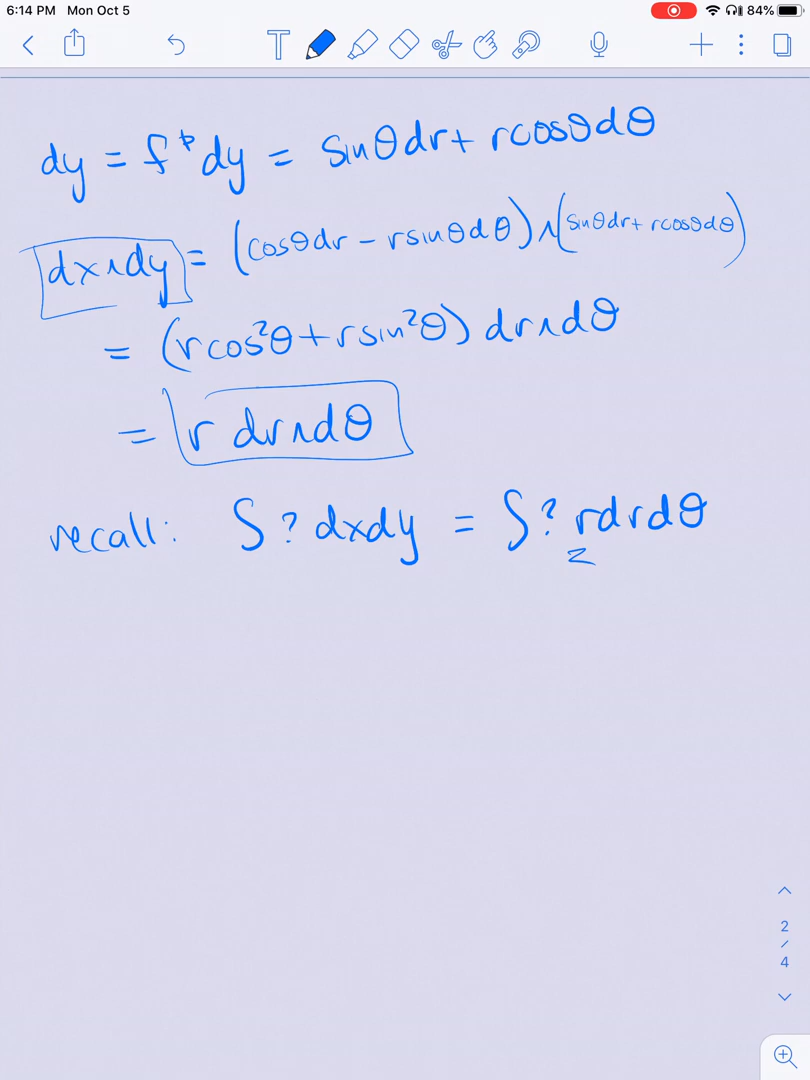 6:14 PM Mon Oct 5 84%
T
dy = f*dy = sinθdr + rcosθdθ
dx∧dy = (cosθdr − rsinθdθ)∧(sinθdr + rcosθdθ)
= (rcos²θ + rsin²θ) dr∧dθ
= r dr∧dθ
recall: ∫ ? dxdy = ∫ ? rdrdθ
2
/
4